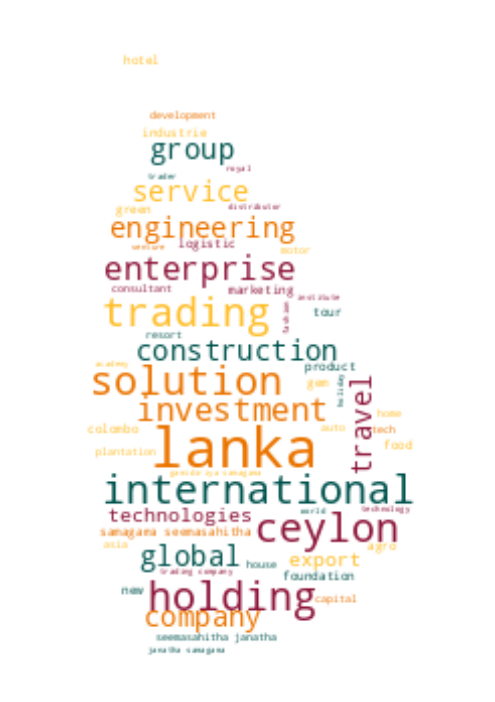 hotel
development
industrie
group
trader
royal
service
green
distributor
engineering
venture
logistic
motor
enterprise
consultant
marketing
institute
trading
tour
resort
construction
product
academy
solution
gem
holiday
travel
investment
home
colombo
auto
tech
lanka
food
plantation
international
technologies
world
technology
samagama seemasahitha
ceylon
asia
global
agro
house
export
trading company
foundation
new
holding
capital
company
seemasahitha janatha
janatha samagama